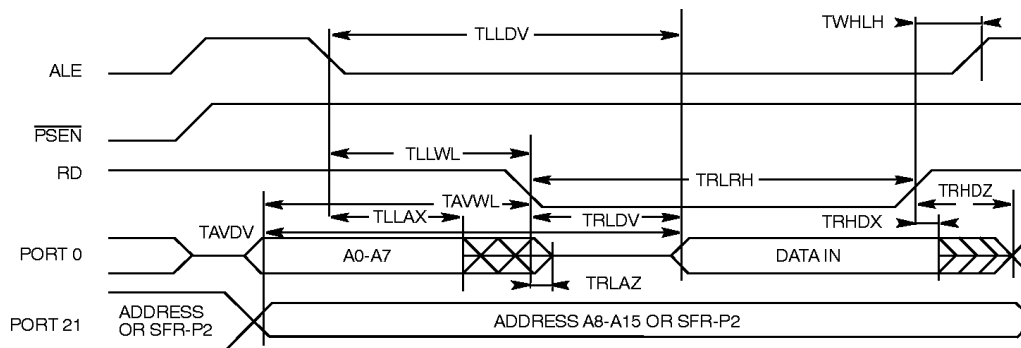 TLLDV
TWHLH
ALE
PSEN
TLLWL
RD
TRLRH
TAVWL
TRHDZ
TLLAX
TRLDV
TRHDX
TAVDV
PORT 0
A0-A7
DATA IN
TRLAZ
ADDRESS
OR SFR-P2
PORT 21
ADDRESS A8-A15 OR SFR-P2